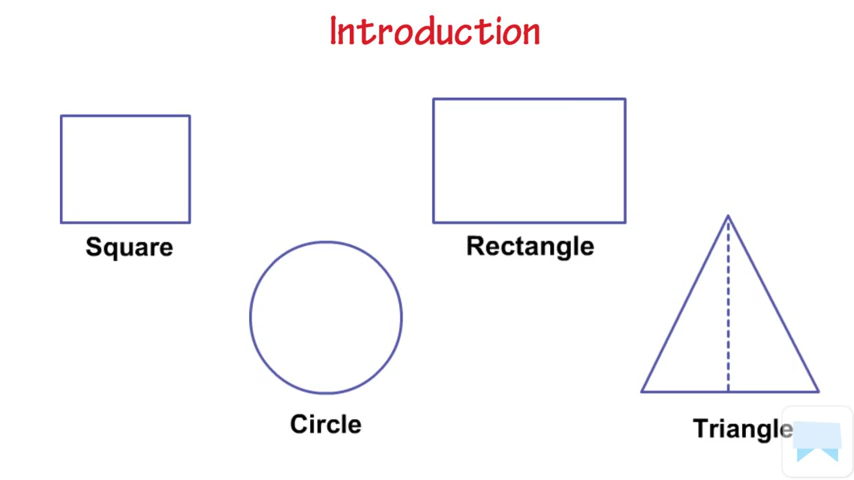 Introduction
Square
Rectangle
Circle
Triangle